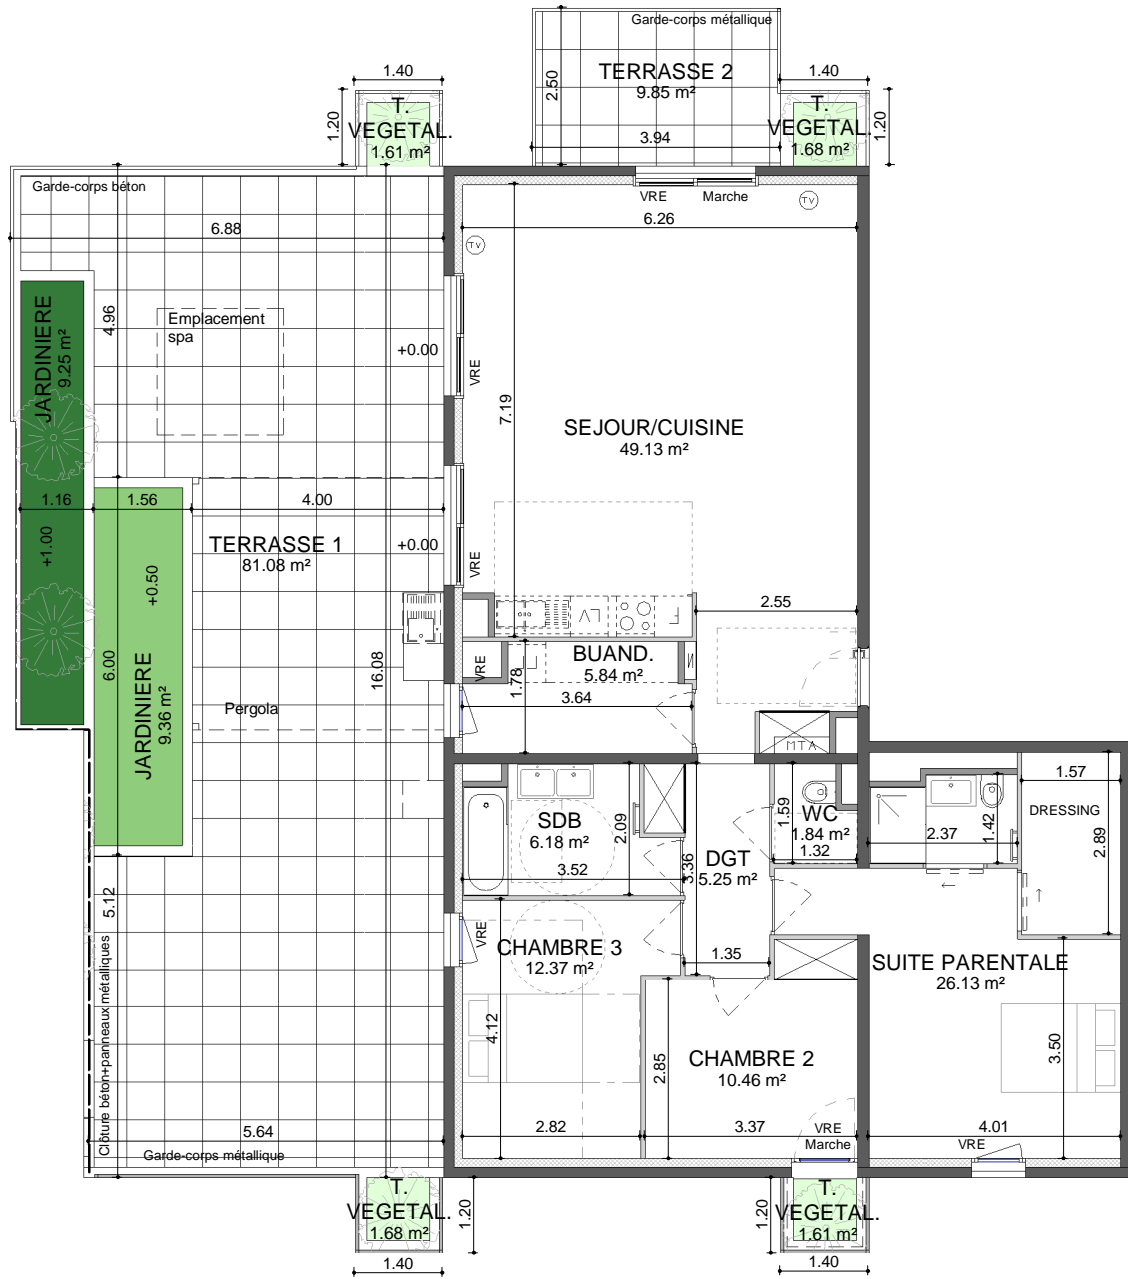 Garde-corps métallique
1.40
TERRASSE 2
9.85 m²
2.50
1.40
1.20
T.
VEGETAL.
1.61 m²
3.94
T.
VEGETAL.
1.68 m²
1.20
Garde-corps béton
VRE
Marche
TV
6.88
6.26
TV
JARDINIERE
9.25 m²
4.96
Emplacement
spa
+0.00
VRE
7.19
SEJOUR/CUISINE
49.13 m²
1.16
1.56
4.00
+1.00
TERRASSE 1
81.08 m²
+0.50
+0.00
VRE
2.55
LV
F
6.00
16.08
JARDINIERE
9.36 m²
VRE
1.78
LL
BUAND.
5.84 m²
3.64
Pergola
MTA
1.57
1.59
WC
1.84 m²
1.32
SDB
6.18 m²
2.09
3.52
3.36
DGT
5.25 m²
2.37
1.42
DRESSING
2.89
5.12
VRE
CHAMBRE 3
12.37 m²
1.35
SUITE PARENTALE
26.13 m²
Clôture béton+panneaux métalliques
4.12
2.85
CHAMBRE 2
10.46 m²
3.50
5.64
2.82
3.37
VRE
Marche
4.01
VRE
Garde-corps métallique
T.
VEGETAL.
1.68 m²
1.20
1.20
T.
VEGETAL.
1.61 m²
1.40
1.40